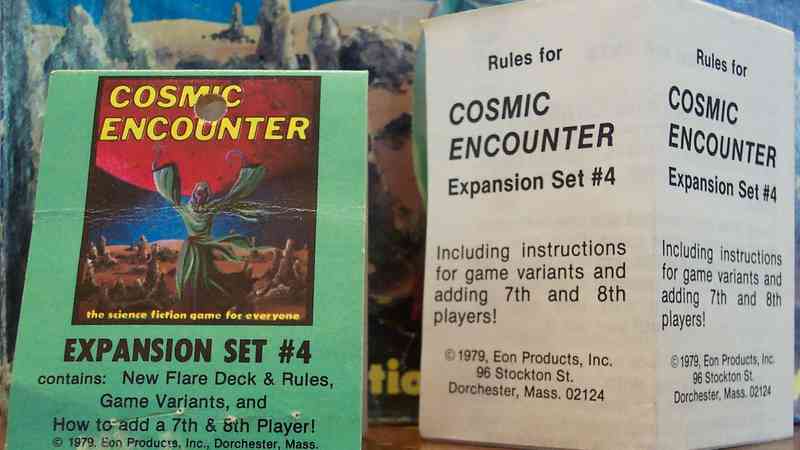 COSMIC
ENCOUNTER
the science fiction game for everyone
EXPANSION SET #4
contains: New Flare Deck & Rules,
Game Variants, and
How to add a 7th & 8th Player!
© 1979, Eon Products, Inc., Dorchester, Mass.
Rules for
COSMIC
ENCOUNTER
Expansion Set #4
Including instructions
for game variants and
adding 7th and 8th
players!
©1979, Eon Products, Inc.
96 Stockton St.
Dorchester, Mass. 02124
Rules for
COSMIC
ENCOUNTER
Expansion Set #4
Including instructions
for game variants and
adding 7th and 8th
players!
©1979, Eon Products, Inc.
96 Stockton St.
Dorchester, Mass. 02124